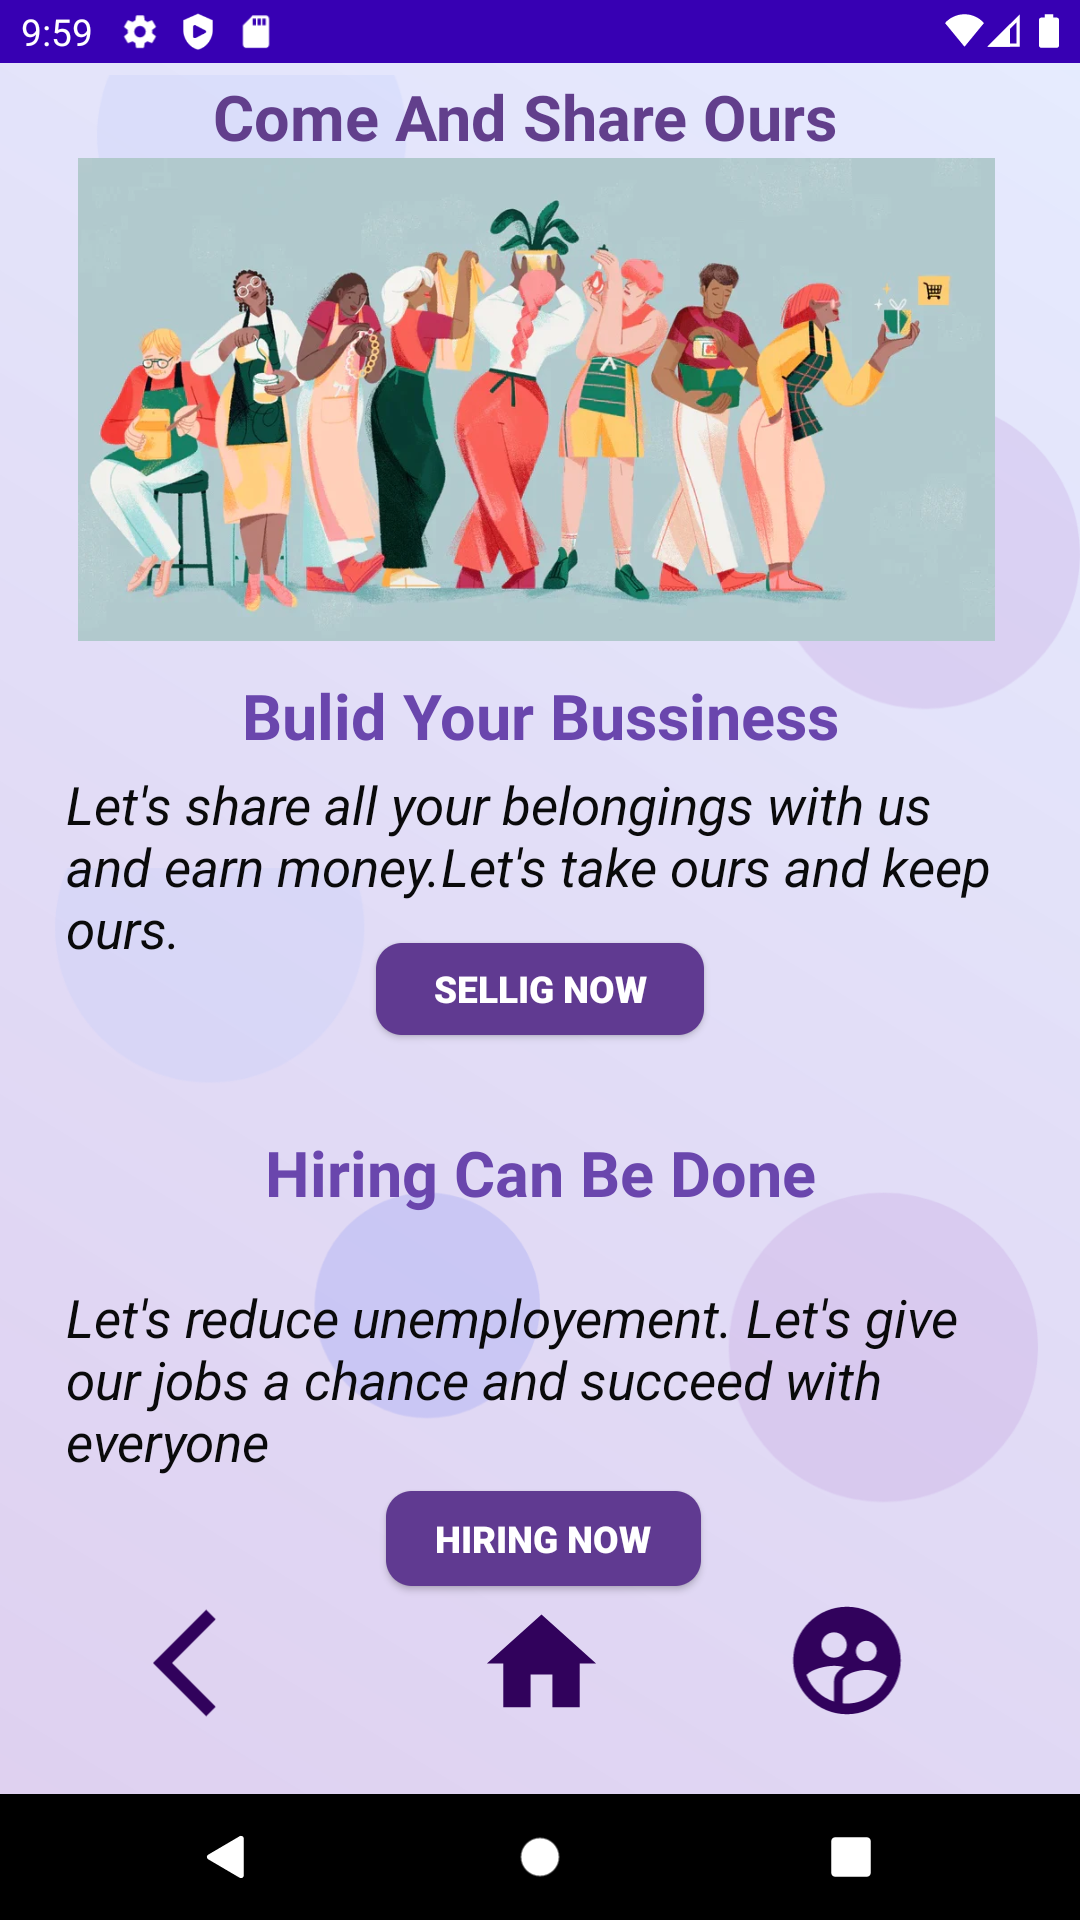 9:59
Come And Share Ours
Bulid Your Bussiness
Let's share all your belongings with us
and earn money.Let's take ours and keep
ours.
SELLIG NOW
Hiring Can Be Done
Let's reduce unemployement. Let's give
our jobs a chance and succeed with
everyone
HIRING NOW